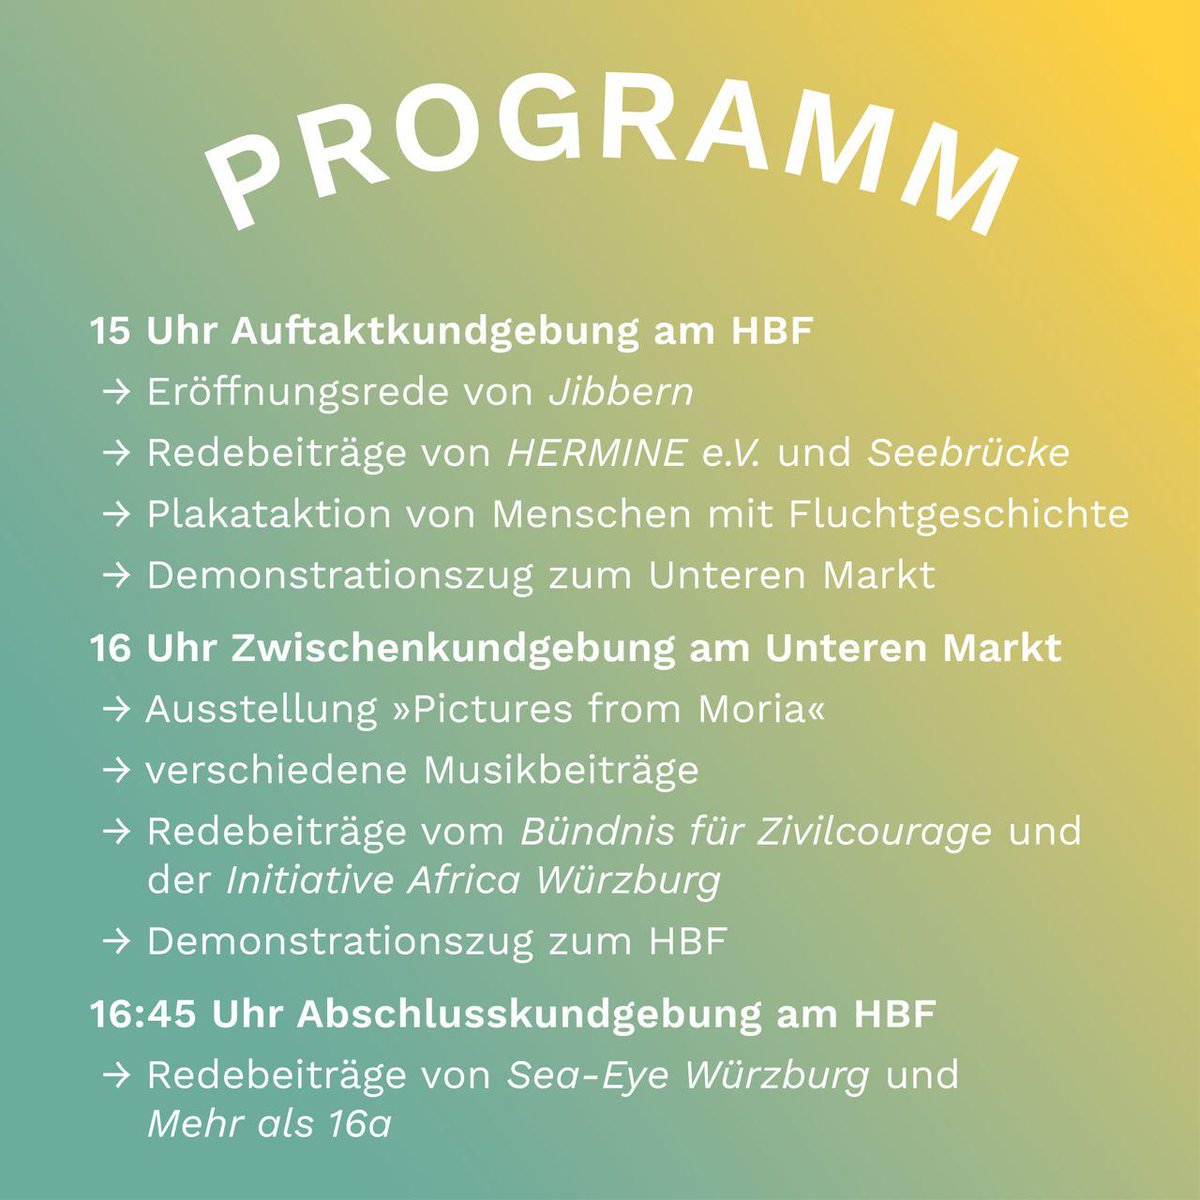 PROGRAMM
15 Uhr Auftaktkundgebung am HBF
→ Eröffnungsrede von Jibbern
→ Redebeiträge von HERMINE e.V. und Seebrücke
→ Plakataktion von Menschen mit Fluchtgeschichte
→ Demonstrationszug zum Unteren Markt
16 Uhr Zwischenkundgebung am Unteren Markt
→ Ausstellung »Pictures from Moria«
→ verschiedene Musikbeiträge
→ Redebeiträge vom Bündnis für Zivilcourage und
der Initiative Africa Würzburg
→ Demonstrationszug zum HBF
16:45 Uhr Abschlusskundgebung am HBF
→ Redebeiträge von Sea-Eye Würzburg und
Mehr als 16a